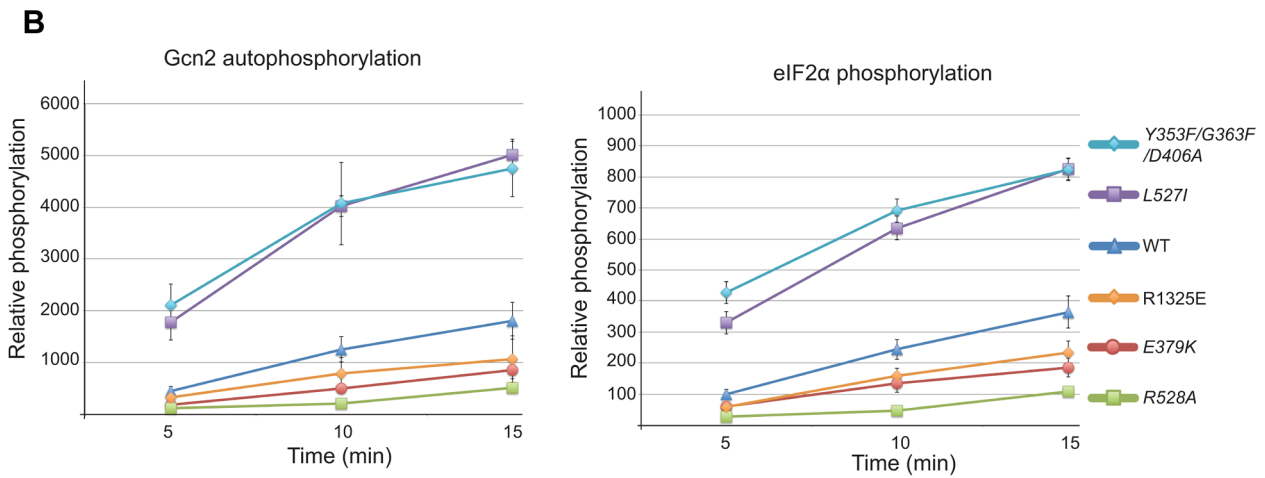 B
Gcn2 autophosphorylation
Relative phosphorylation
6000
5000
4000
3000
2000
1000
5
10
15
Time (min)
eIF2α phosphorylation
Relative phosphorylation
1000
900
800
700
600
500
400
300
200
100
5
10
15
Time (min)
Y353F/G363F
/D406A
L527I
WT
R1325E
E379K
R528A